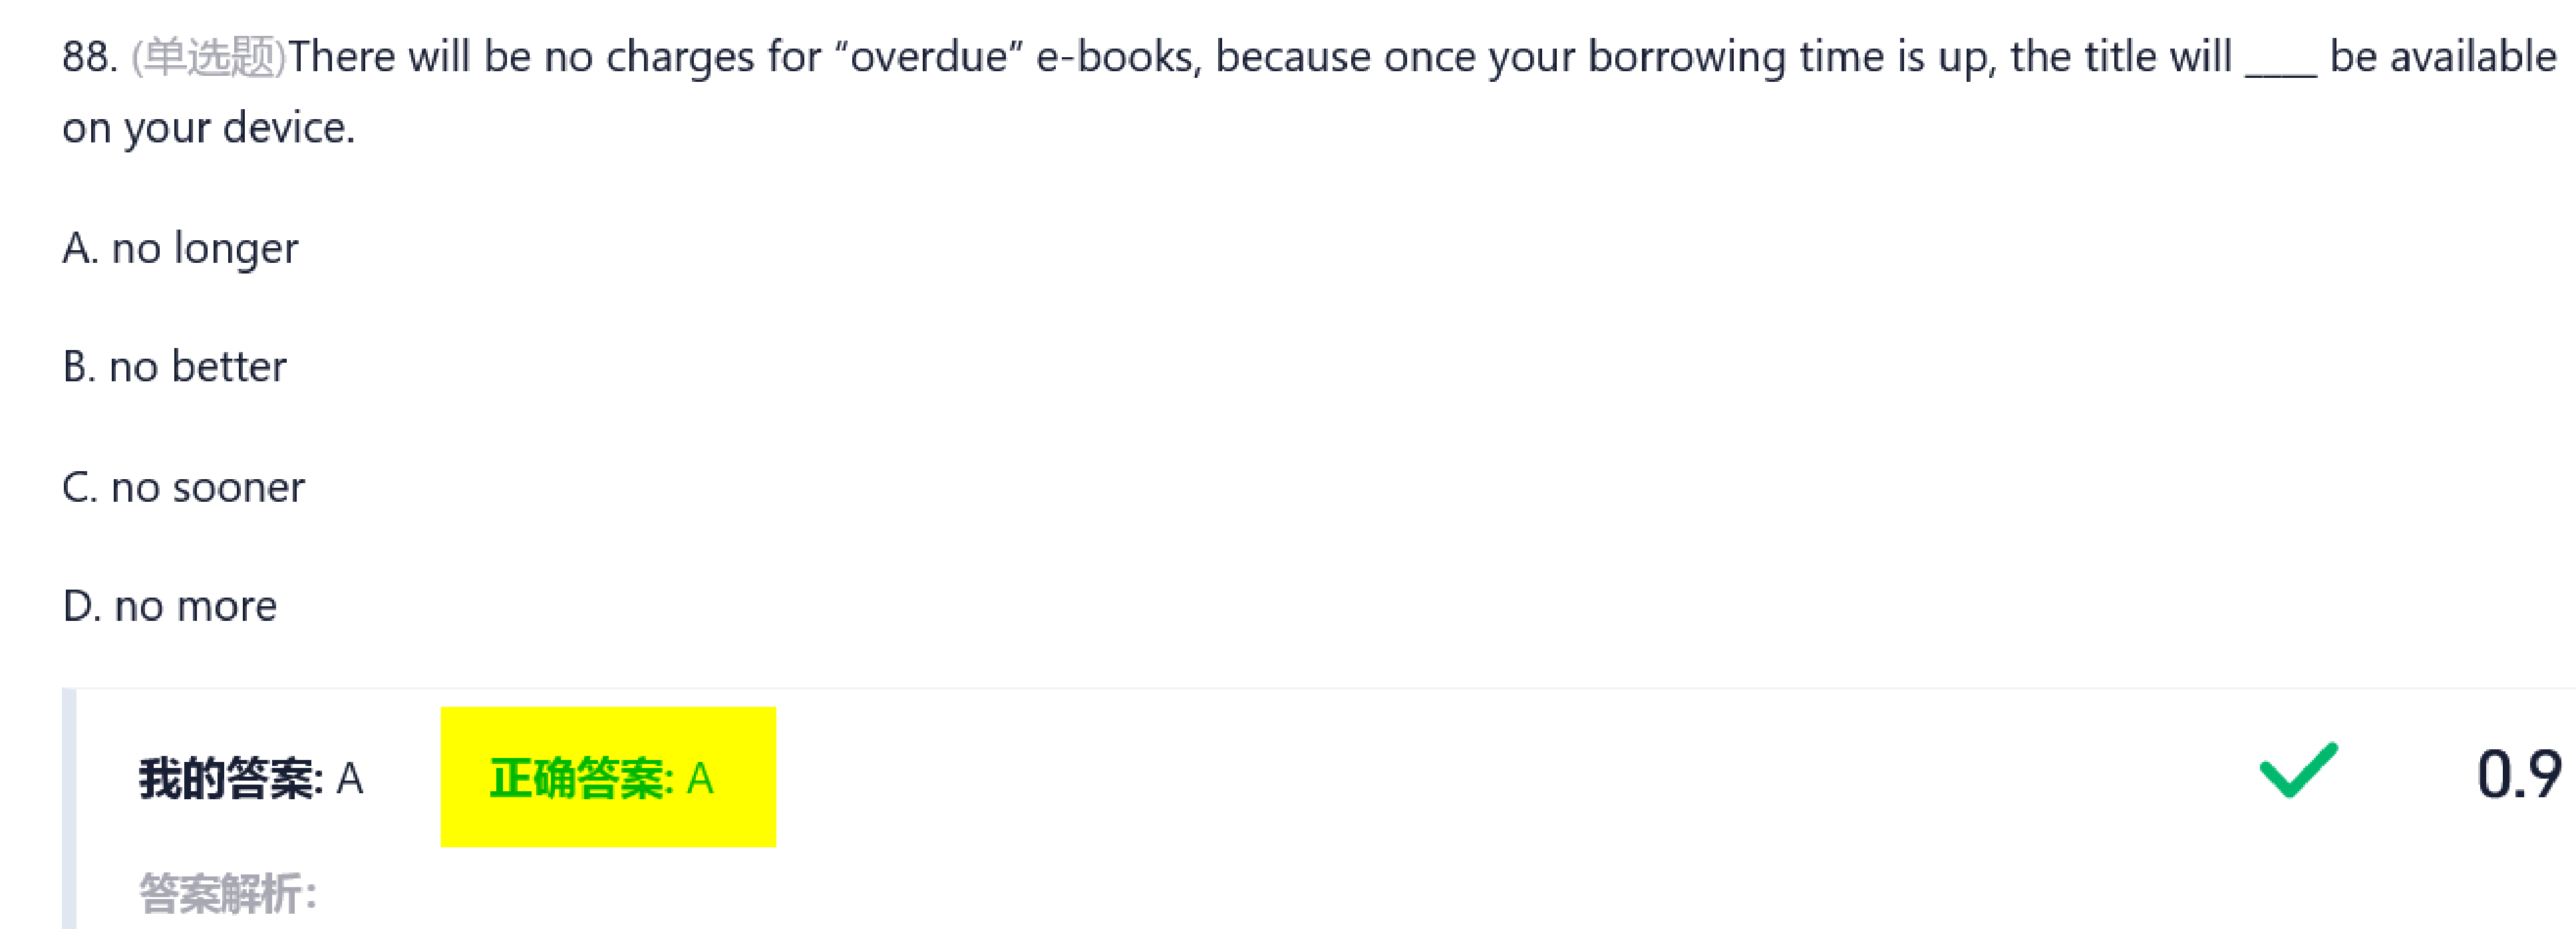 88. (单选题)There will be no charges for “overdue” e-books, because once your borrowing time is up, the title will ____ be available
on your device.
A. no longer
B. no better
C. no sooner
D. no more
我的答案: A 正确答案: A 0.9
答案解析: